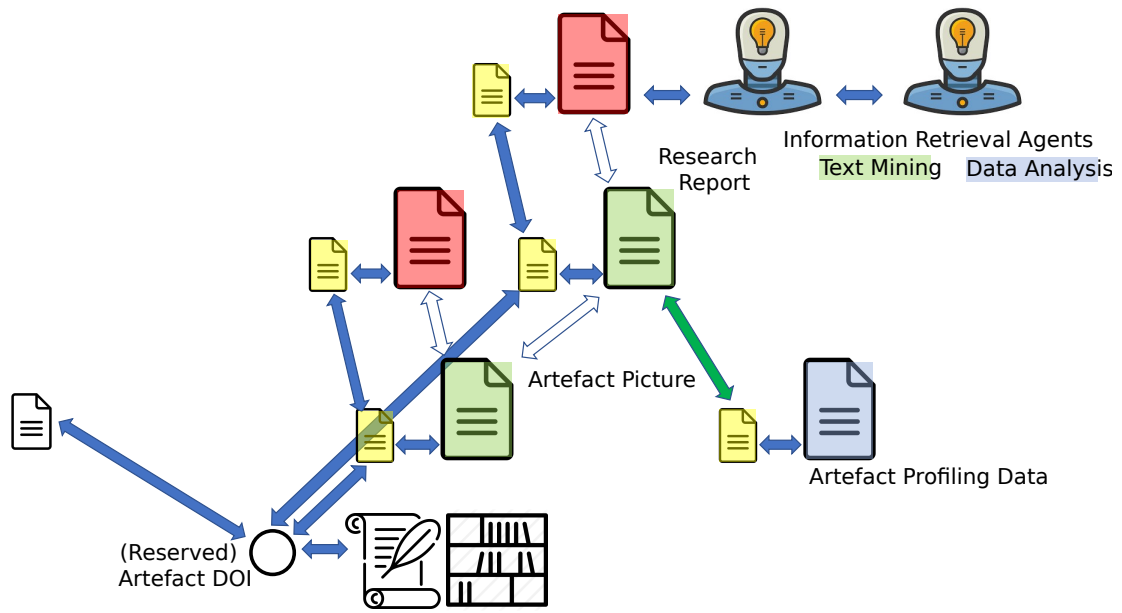 Information Retrieval Agents
Text Mining
Data Analysis
Research
Report
Artefact Picture
Artefact Profiling Data
(Reserved)
Artefact DOI